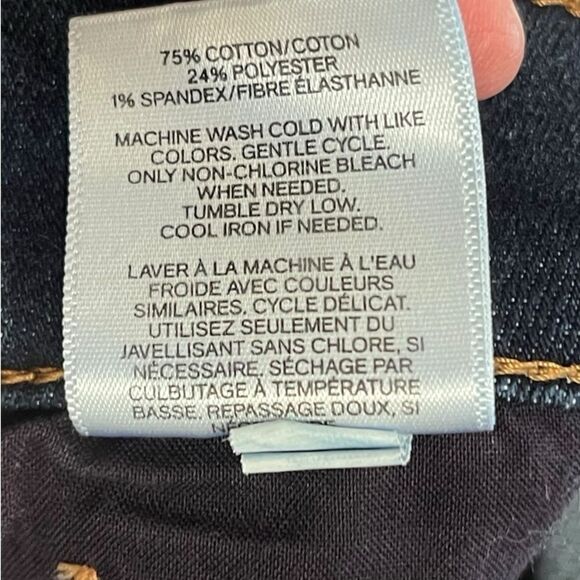 75% COTTON/COTON
24% POLYESTER
1% SPANDEX/FIBRE ÉLASTHANNE
MACHINE WASH COLD WITH LIKE
COLORS. GENTLE CYCLE.
ONLY NON-CHLORINE BLEACH
WHEN NEEDED.
TUMBLE DRY LOW.
COOL IRON IF NEEDED.
LAVER À LA MACHINE À L'EAU
FROIDE AVEC COULEURS
SIMILAIRES. CYCLE DÉLICAT.
UTILISEZ SEULEMENT DU
JAVELLISANT SANS CHLORE, SI
NÉCESSAIRE. SÉCHAGE PAR
CULBUTAGE À TEMPÉRATURE
BASSE. REPASSAGE DOUX, SI